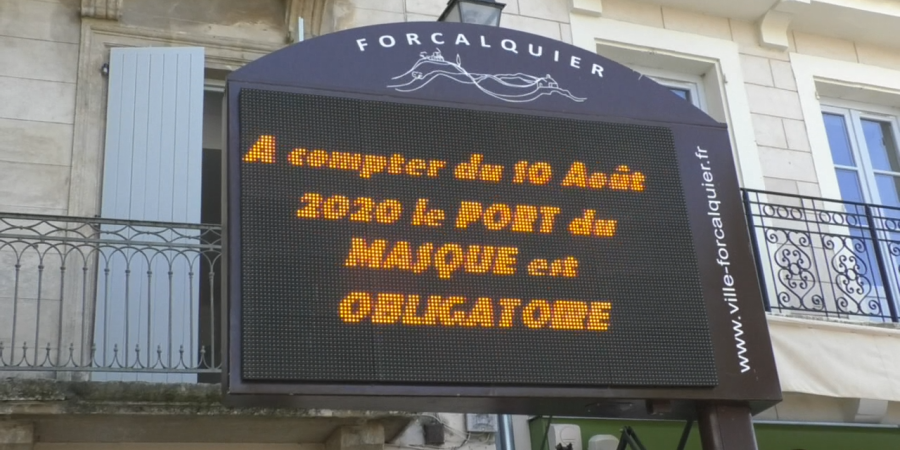 FORCALQUIER
A compter du 10 Août
2020 le PORT du
MASQUE est
OBLIGATOIRE
www.ville-forcalquier.fr